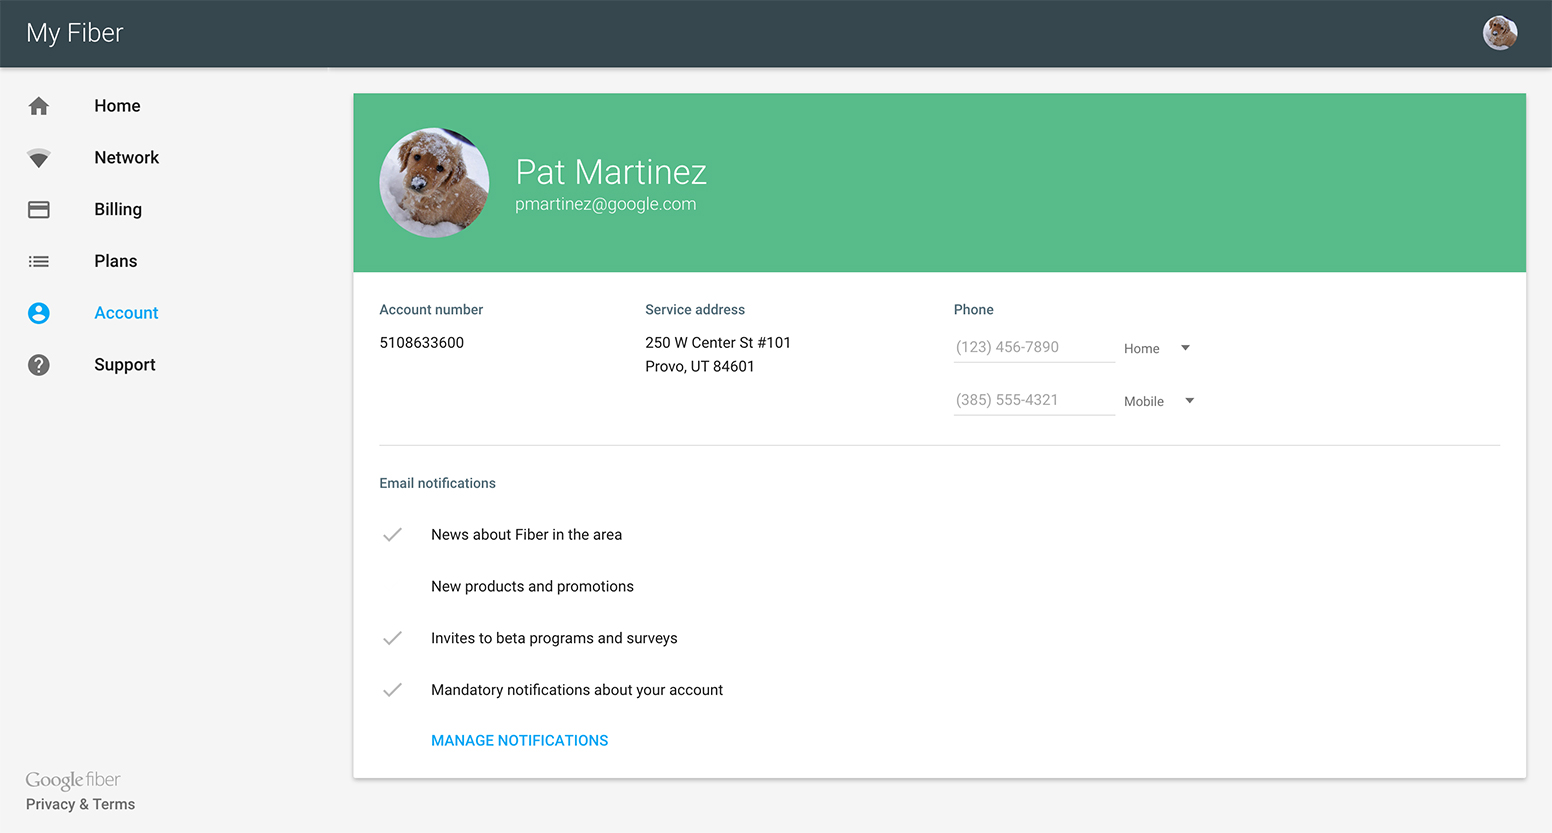 My Fiber
Home
Network
Billing
Plans
Account
Support
Pat Martinez
pmartinez@google.com
Account number
5108633600
Service address
250 W Center St #101
Provo, UT 84601
Phone
(123) 456-7890 Home
(385) 555-4321 Mobile
Email notifications
News about Fiber in the area
New products and promotions
Invites to beta programs and surveys
Mandatory notifications about your account
MANAGE NOTIFICATIONS
Google fiber
Privacy & Terms